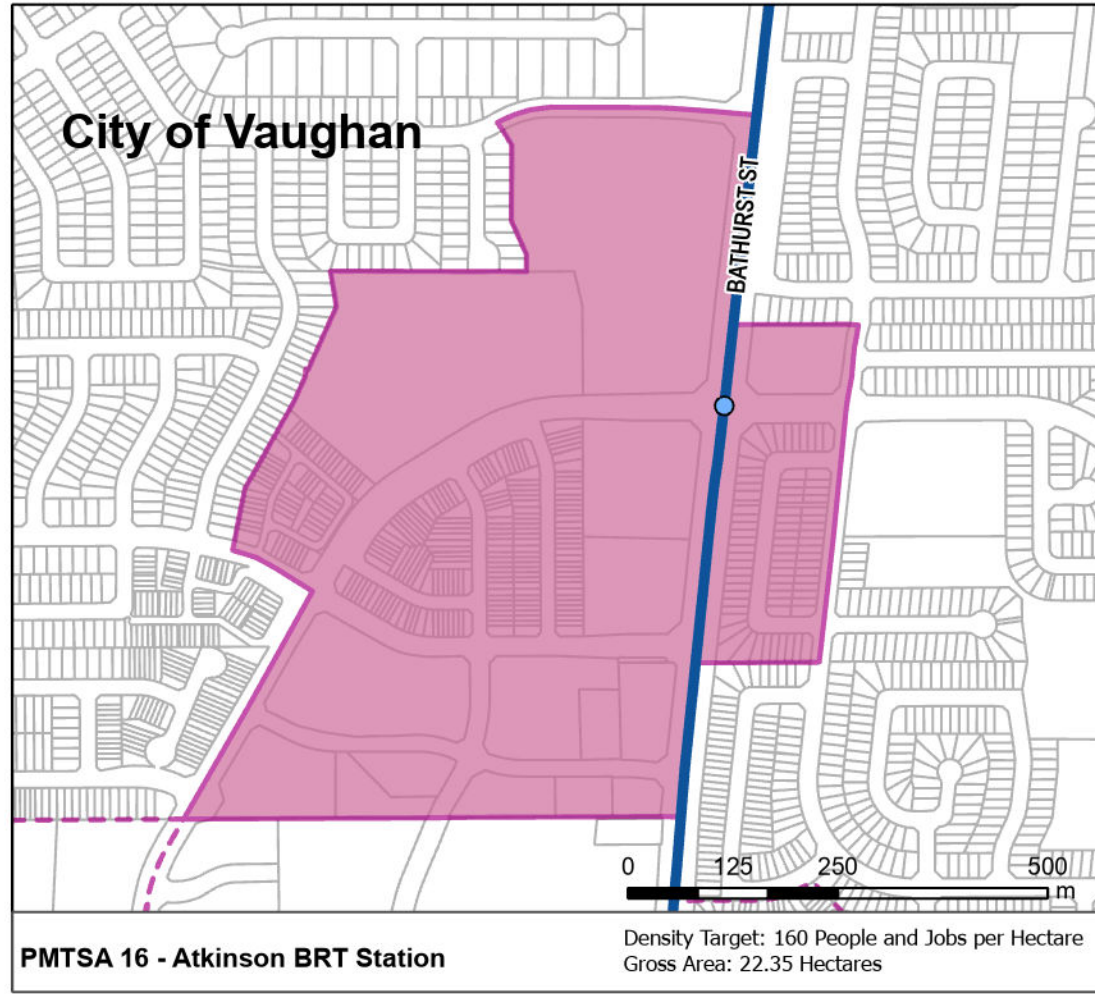 City of Vaughan
BATHURST ST
0 125 250 500
m
PMTSA 16 - Atkinson BRT Station
Density Target: 160 People and Jobs per Hectare
Gross Area: 22.35 Hectares